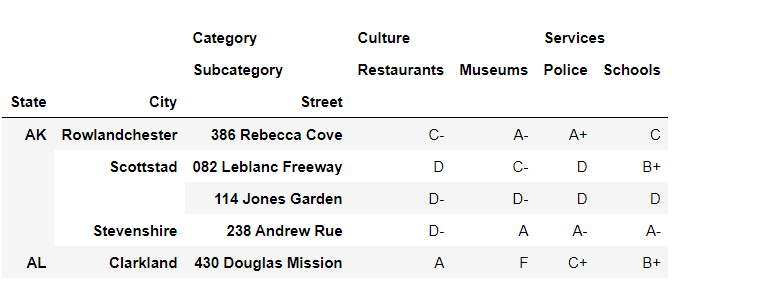 Category Culture Services
Subcategory Restaurants Museums Police Schools
State City Street
AK Rowlandchester 386 Rebecca Cove C- A- A+ C
Scottstad 082 Leblanc Freeway D C- D B+
114 Jones Garden D- D- D D
Stevenshire 238 Andrew Rue D- A A- A-
AL Clarkland 430 Douglas Mission A F C+ B+